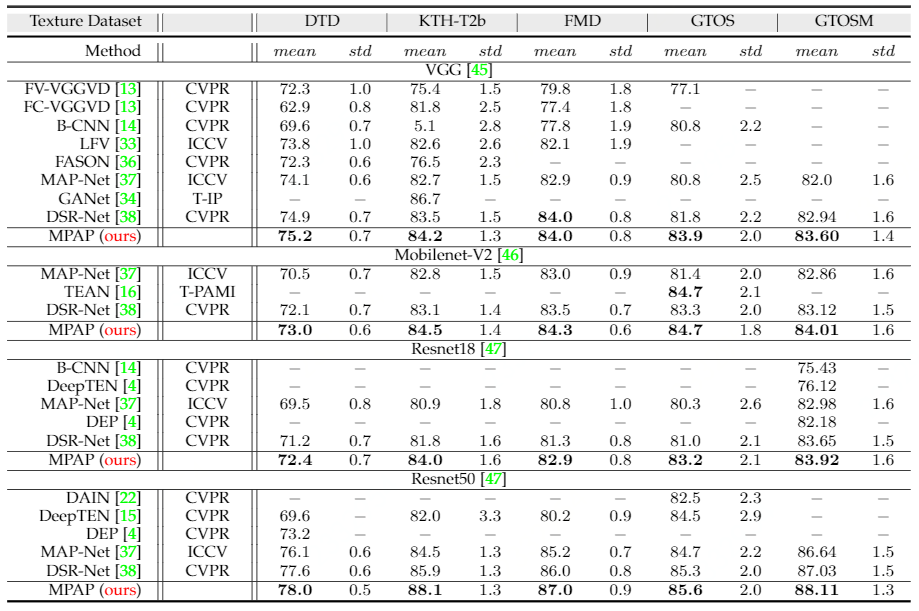 Texture Dataset DTD KTH-T2b FMD GTOS GTOSM
Method mean std mean std mean std mean std mean std
VGG [45]
FV-VGGVD [13] CVPR 72.3 1.0 75.4 1.5 79.8 1.8 77.1 – – –
FC-VGGVD [13] CVPR 62.9 0.8 81.8 2.5 77.4 1.8 – – – –
B-CNN [14] CVPR 69.6 0.7 5.1 2.8 77.8 1.9 80.8 2.2 – –
LFV [33] ICCV 73.8 1.0 82.6 2.6 82.1 1.9 – – – –
FASON [36] CVPR 72.3 0.6 76.5 2.3 – – – – – –
MAP-Net [37] ICCV 74.1 0.6 82.7 1.5 82.9 0.9 80.8 2.5 82.0 1.6
GANet [34] T-IP – – 86.7 – – – – – –
DSR-Net [38] CVPR 74.9 0.7 83.5 1.5 84.0 0.8 81.8 2.2 82.94 1.6
MPAP (ours) 75.2 0.7 84.2 1.3 84.0 0.8 83.9 2.0 83.60 1.4
Mobilenet-V2 [46]
MAP-Net [37] ICCV 70.5 0.7 82.8 1.5 83.0 0.9 81.4 2.0 82.86 1.6
TEAN [16] T-PAMI – – – – – – 84.7 2.1 – –
DSR-Net [38] CVPR 72.1 0.7 83.1 1.4 83.5 0.7 83.3 2.0 83.12 1.5
MPAP (ours) 73.0 0.6 84.5 1.4 84.3 0.6 84.7 1.8 84.01 1.6
Resnet18 [47]
B-CNN [14] CVPR – – – – – – – – 75.43
DeepTEN [4] CVPR – – – – – – – – 76.12
MAP-Net [37] ICCV 69.5 0.8 80.9 1.8 80.8 1.0 80.3 2.6 82.98 1.6
DEP [4] CVPR – – – – – – – – 82.18
DSR-Net [38] CVPR 71.2 0.7 81.8 1.6 81.3 0.8 81.0 2.1 83.65 1.5
MPAP (ours) 72.4 0.7 84.0 1.6 82.9 0.8 83.2 2.1 83.92 1.6
Resnet50 [47]
DAIN [22] CVPR – – – – – – 82.5 2.3 – –
DeepTEN [15] CVPR 69.6 – 82.0 3.3 80.2 0.9 84.5 2.9 – –
DEP [4] CVPR 73.2 – – – – – – – –
MAP-Net [37] ICCV 76.1 0.6 84.5 1.3 85.2 0.7 84.7 2.2 86.64 1.5
DSR-Net [38] CVPR 77.6 0.6 85.9 1.3 86.0 0.8 85.3 2.0 87.03 1.5
MPAP (ours) 78.0 0.5 88.1 1.3 87.0 0.9 85.6 2.0 88.11 1.3